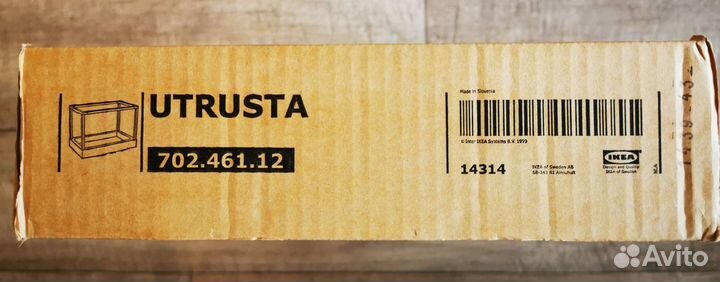 UTRUSTA
702.461.12
Made in Slovenia
© Inter IKEA Systems B.V. 1999
14314
IKEA of Sweden AB
SE-343 81 Älmhult
IKEA
Design and Quality
IKEA of Sweden
Avito